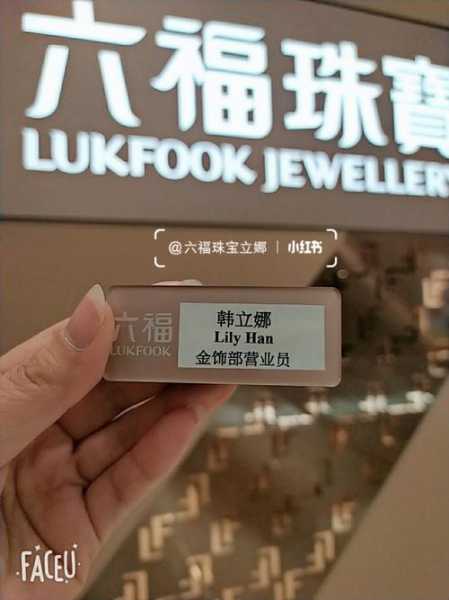 六福珠寶
LUKFOOK JEWELLERY
@六福珠宝立娜 | 小红书
六福
LUKFOOK
韩立娜
Lily Han
金饰部营业员
FACEU